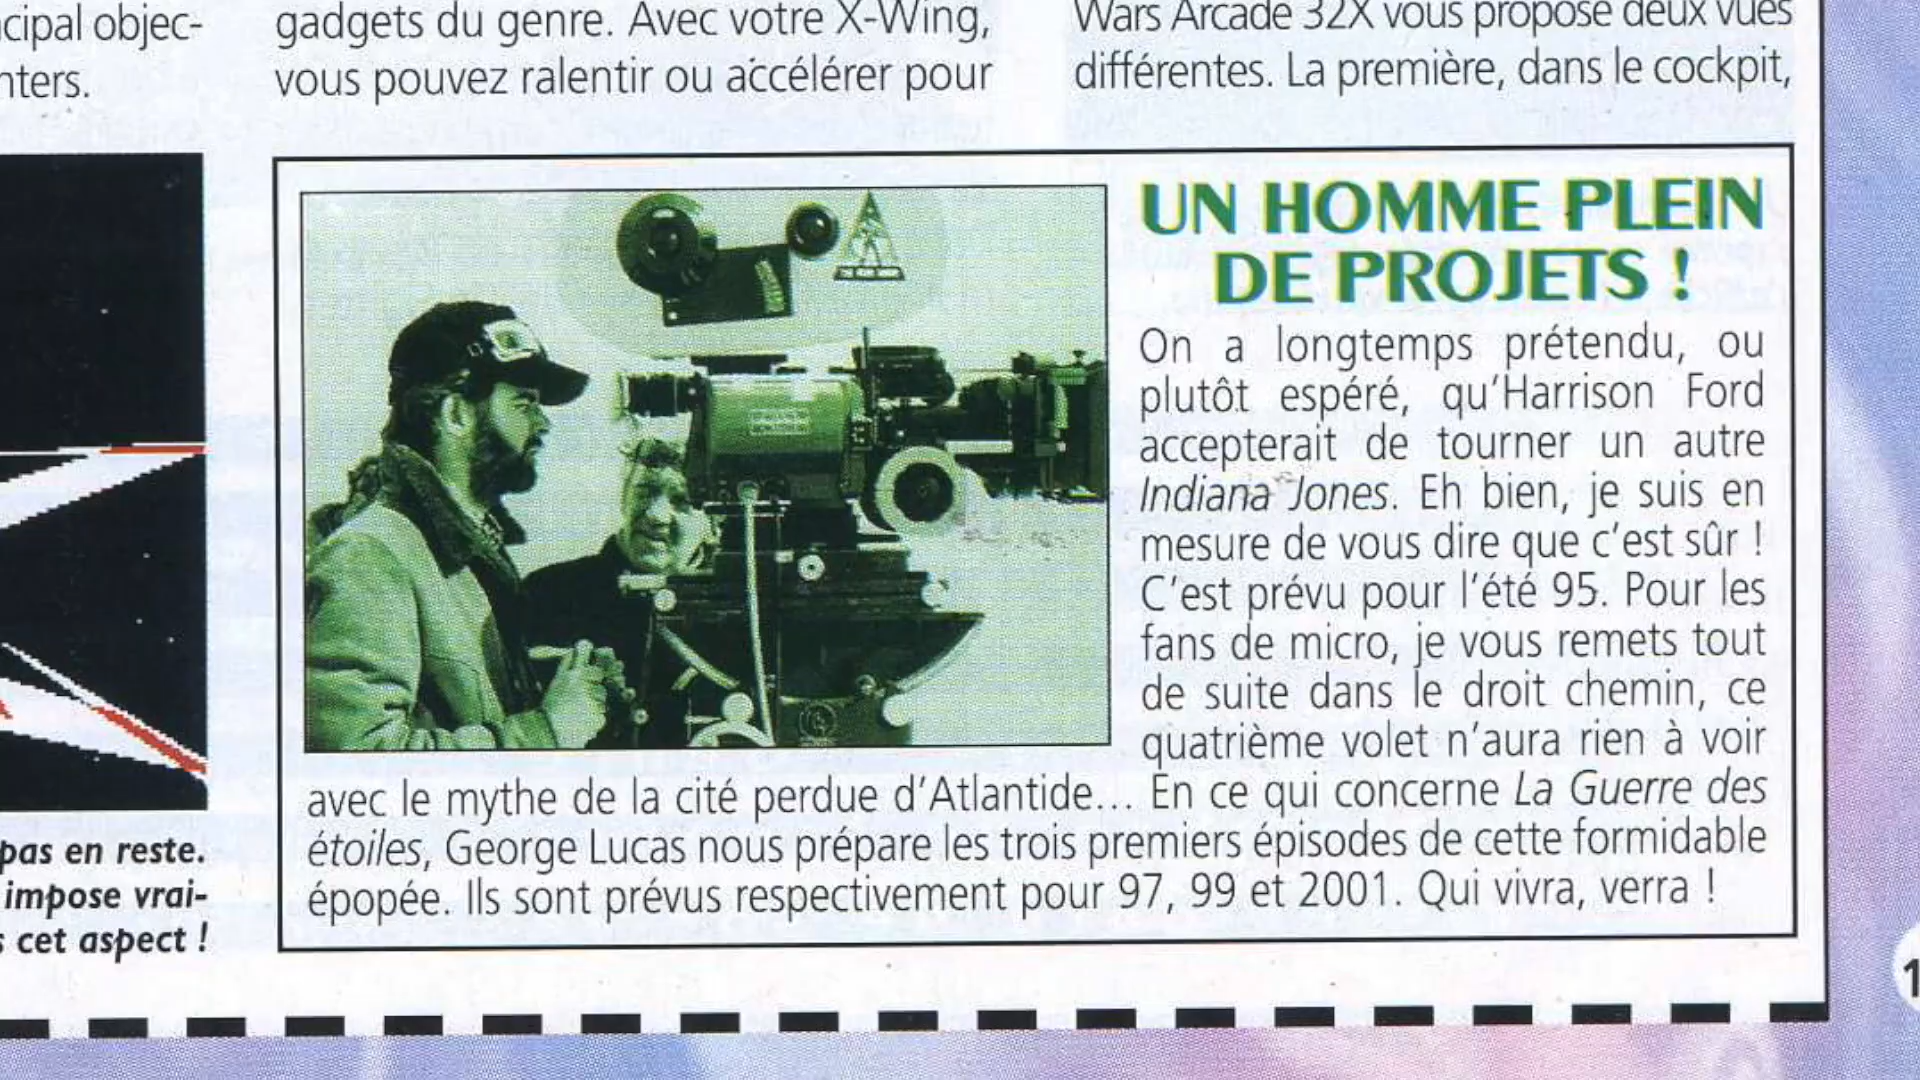 cipal objec-
nters.
gadgets du genre. Avec votre X-Wing,
vous pouvez ralentir ou accélérer pour
Wars Arcade 32X vous propose deux vues
différentes. La première, dans le cockpit,
UN HOMME PLEIN
DE PROJETS !
On a longtemps prétendu, ou
plutôt espéré, qu'Harrison Ford
accepterait de tourner un autre
Indiana Jones. Eh bien, je suis en
mesure de vous dire que c'est sûr !
C'est prévu pour l'été 95. Pour les
fans de micro, je vous remets tout
de suite dans le droit chemin, ce
quatrième volet n'aura rien à voir
avec le mythe de la cité perdue d'Atlantide... En ce qui concerne La Guerre des
étoiles, George Lucas nous prépare les trois premiers épisodes de cette formidable
épopée. Ils sont prévus respectivement pour 97, 99 et 2001. Qui vivra, verra !
pas en reste.
impose vrai-
s cet aspect !
1